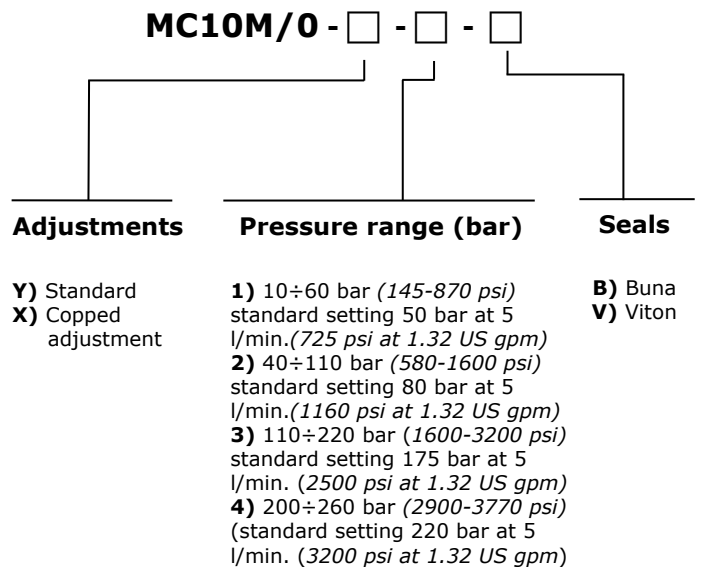 MC10M/0 - □ - □ - □
Adjustments
Y) Standard
X) Copped
adjustment
Pressure range (bar)
1) 10÷60 bar (145-870 psi)
standard setting 50 bar at 5
l/min.(725 psi at 1.32 US gpm)
2) 40÷110 bar (580-1600 psi)
standard setting 80 bar at 5
l/min.(1160 psi at 1.32 US gpm)
3) 110÷220 bar (1600-3200 psi)
standard setting 175 bar at 5
l/min. (2500 psi at 1.32 US gpm)
4) 200÷260 bar (2900-3770 psi)
(standard setting 220 bar at 5
l/min. (3200 psi at 1.32 US gpm)
Seals
B) Buna
V) Viton